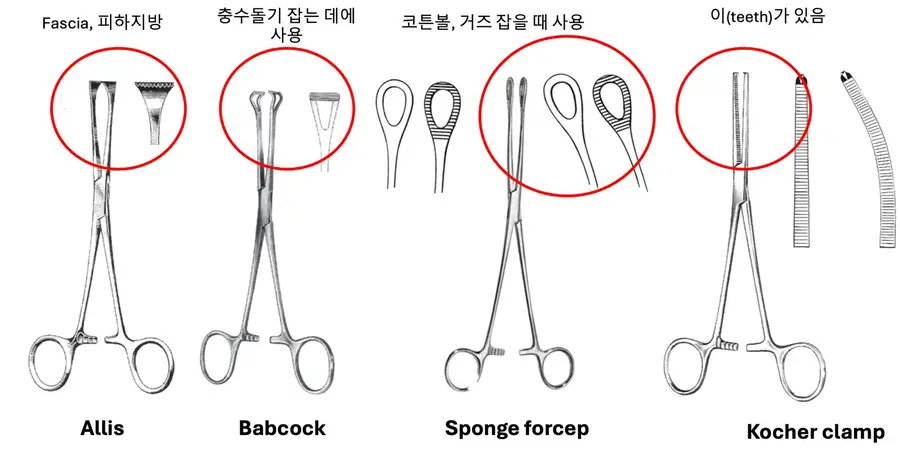 Fascia, 피하지방
충수돌기 잡는 데에
사용
코튼볼, 거즈 잡을 때 사용
이(teeth)가 있음
Allis
Babcock
Sponge forcep
Kocher clamp